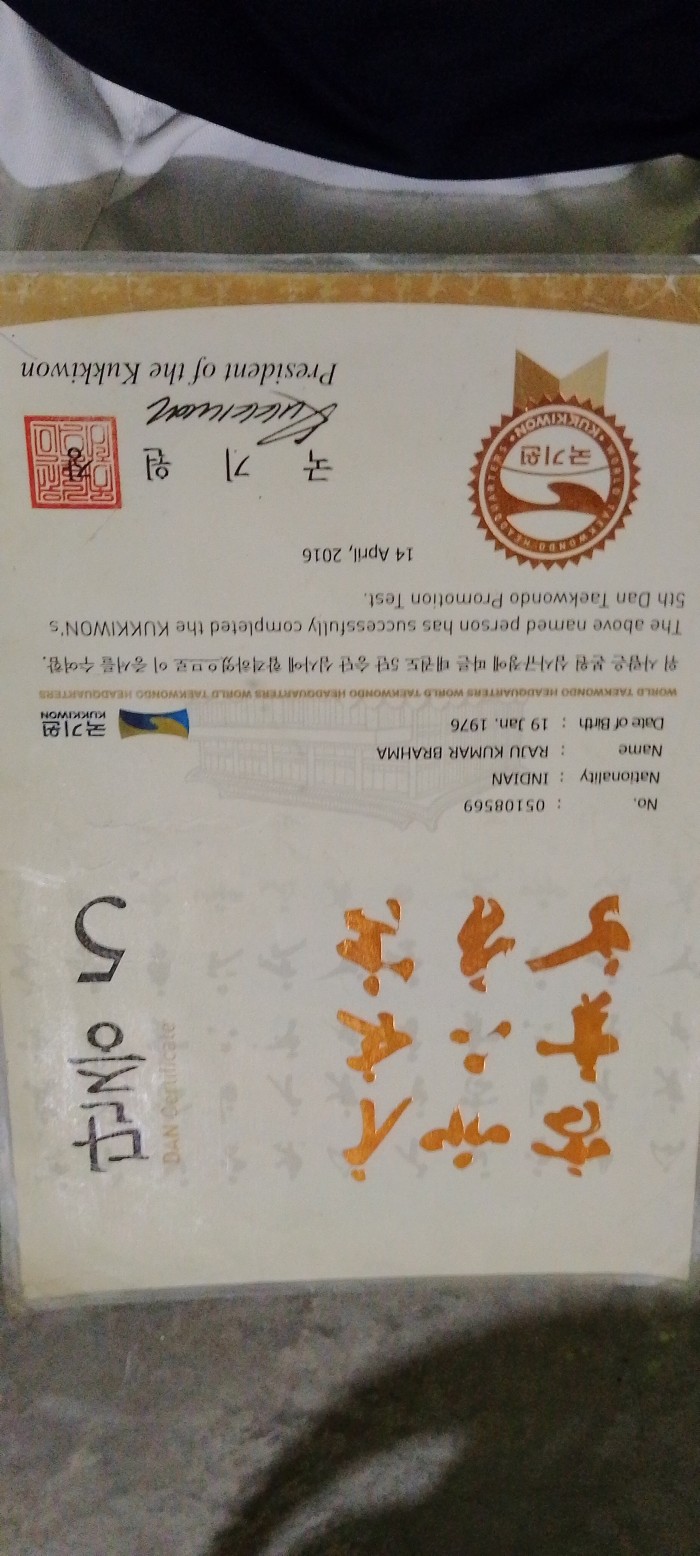 단증 5
DAN Certificate
No. : 05108569
Nationality : INDIAN
Name : RAJU KUMAR BRAHMA
Date of Birth : 19 Jan. 1976
국기원
KUKKIWON
WORLD TAEKWONDO HEADQUARTERS WORLD TAEKWONDO HEADQUARTERS WORLD TAEKWONDO HEADQUARTERS
위 사람은 본원 심사규정에 따른 태권도 5단 승단 심사에 합격하였으므로 이 증서를 수여함.
The above named person has successfully completed the KUKKIWON's
5th Dan Taekwondo Promotion Test.
14 April, 2016
WORLD TAEKWONDO HEADQUARTERS
국기원
KUKKIWON
국 기 원 장
President of the Kukkiwon